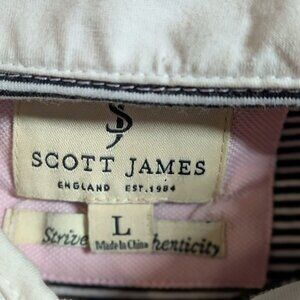 SCOTT JAMES
ENGLAND EST.1984
L
Made In China
Strive henticity